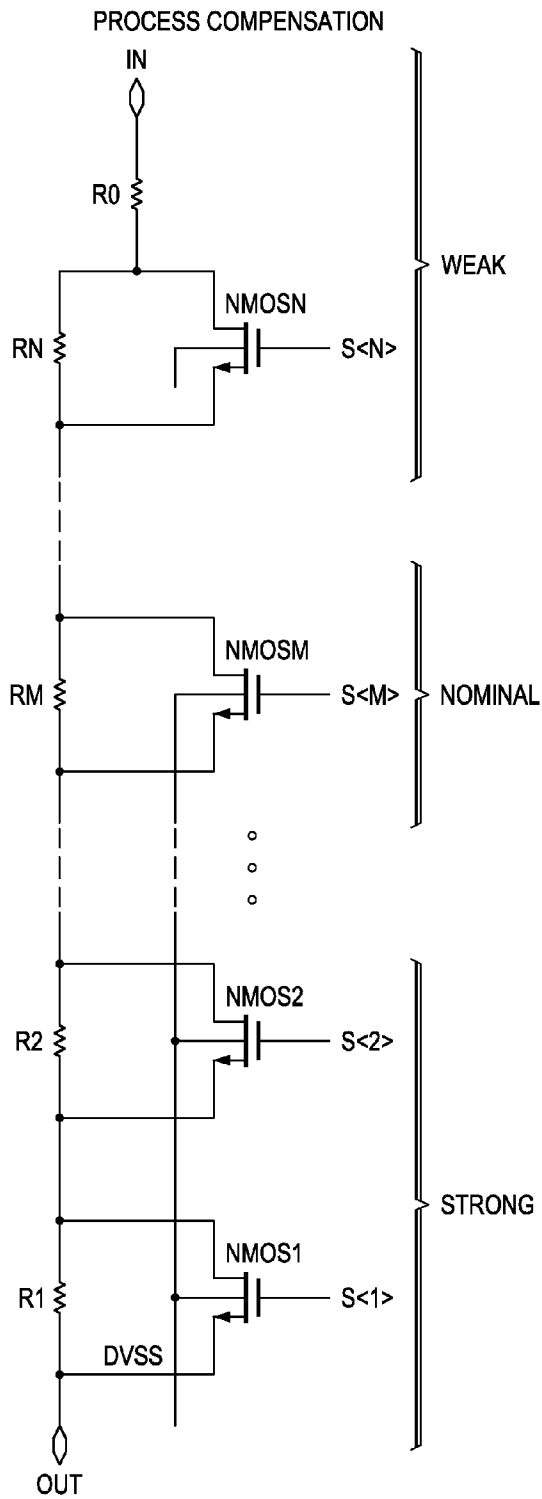 PROCESS COMPENSATION
IN
R0
WEAK
NMOSN
RN
S<N>
NMOSM
RM
S<M>
NOMINAL
NMOS2
R2
S<2>
STRONG
NMOS1
R1
S<1>
DVSS
OUT